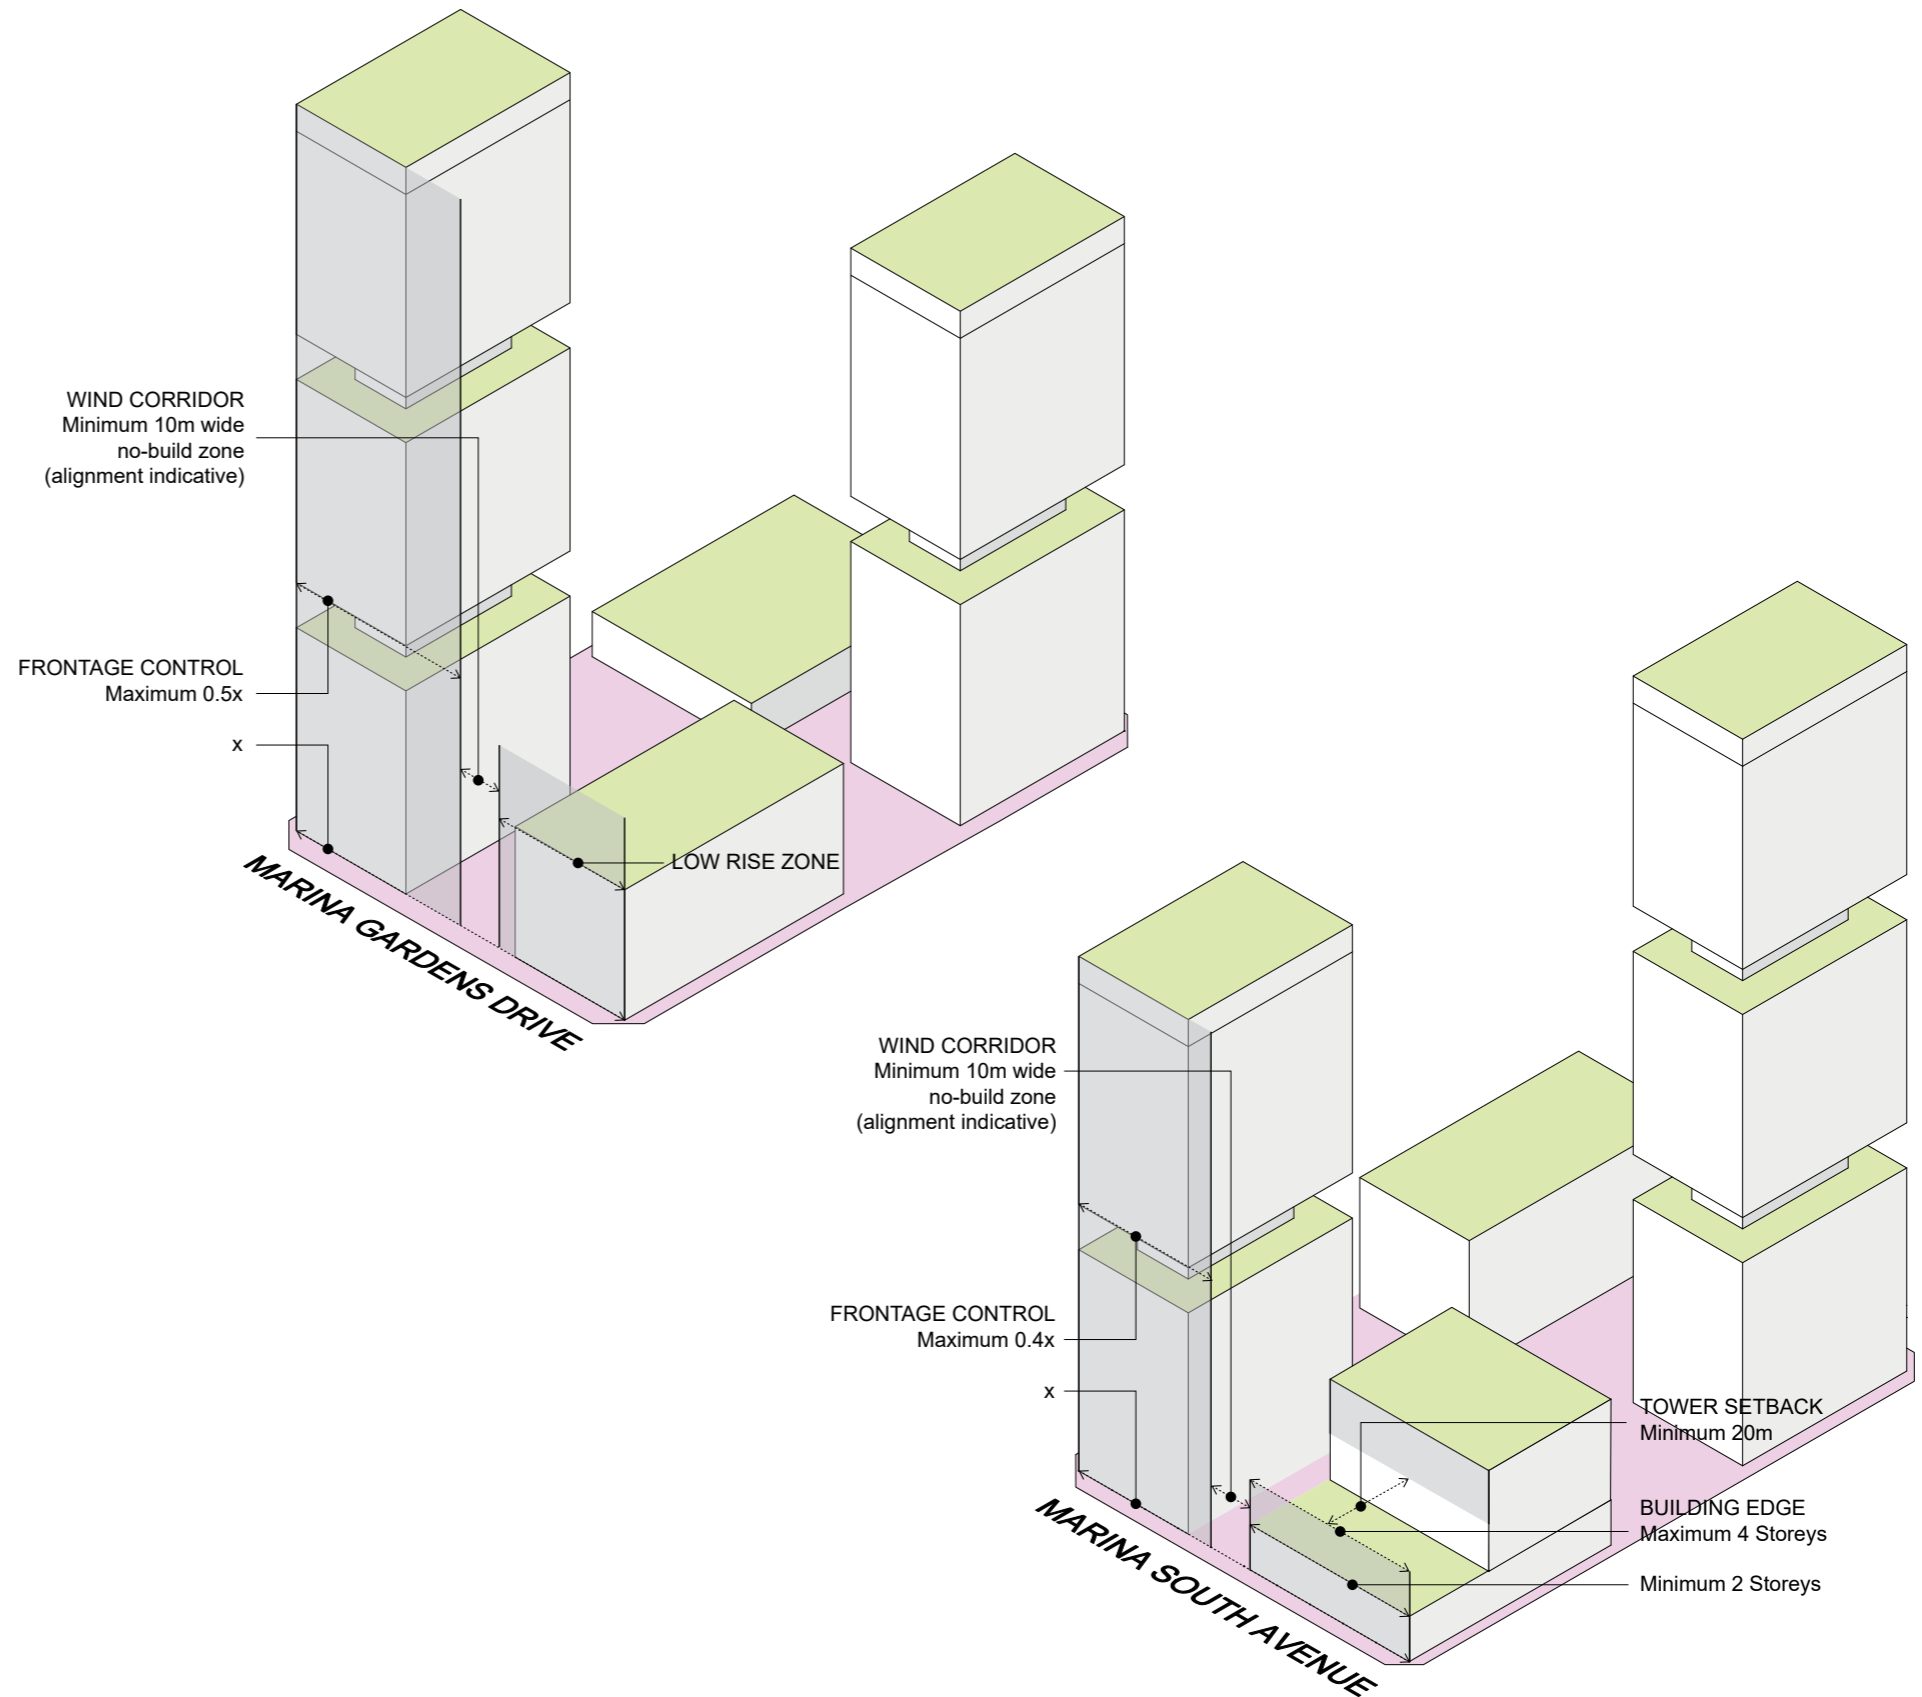 WIND CORRIDOR
Minimum 10m wide
no-build zone
(alignment indicative)
FRONTAGE CONTROL
Maximum 0.5x
x
LOW RISE ZONE
MARINA GARDENS DRIVE
WIND CORRIDOR
Minimum 10m wide
no-build zone
(alignment indicative)
FRONTAGE CONTROL
Maximum 0.4x
x
TOWER SETBACK
Minimum 20m
BUILDING EDGE
Maximum 4 Storeys
Minimum 2 Storeys
MARINA SOUTH AVENUE